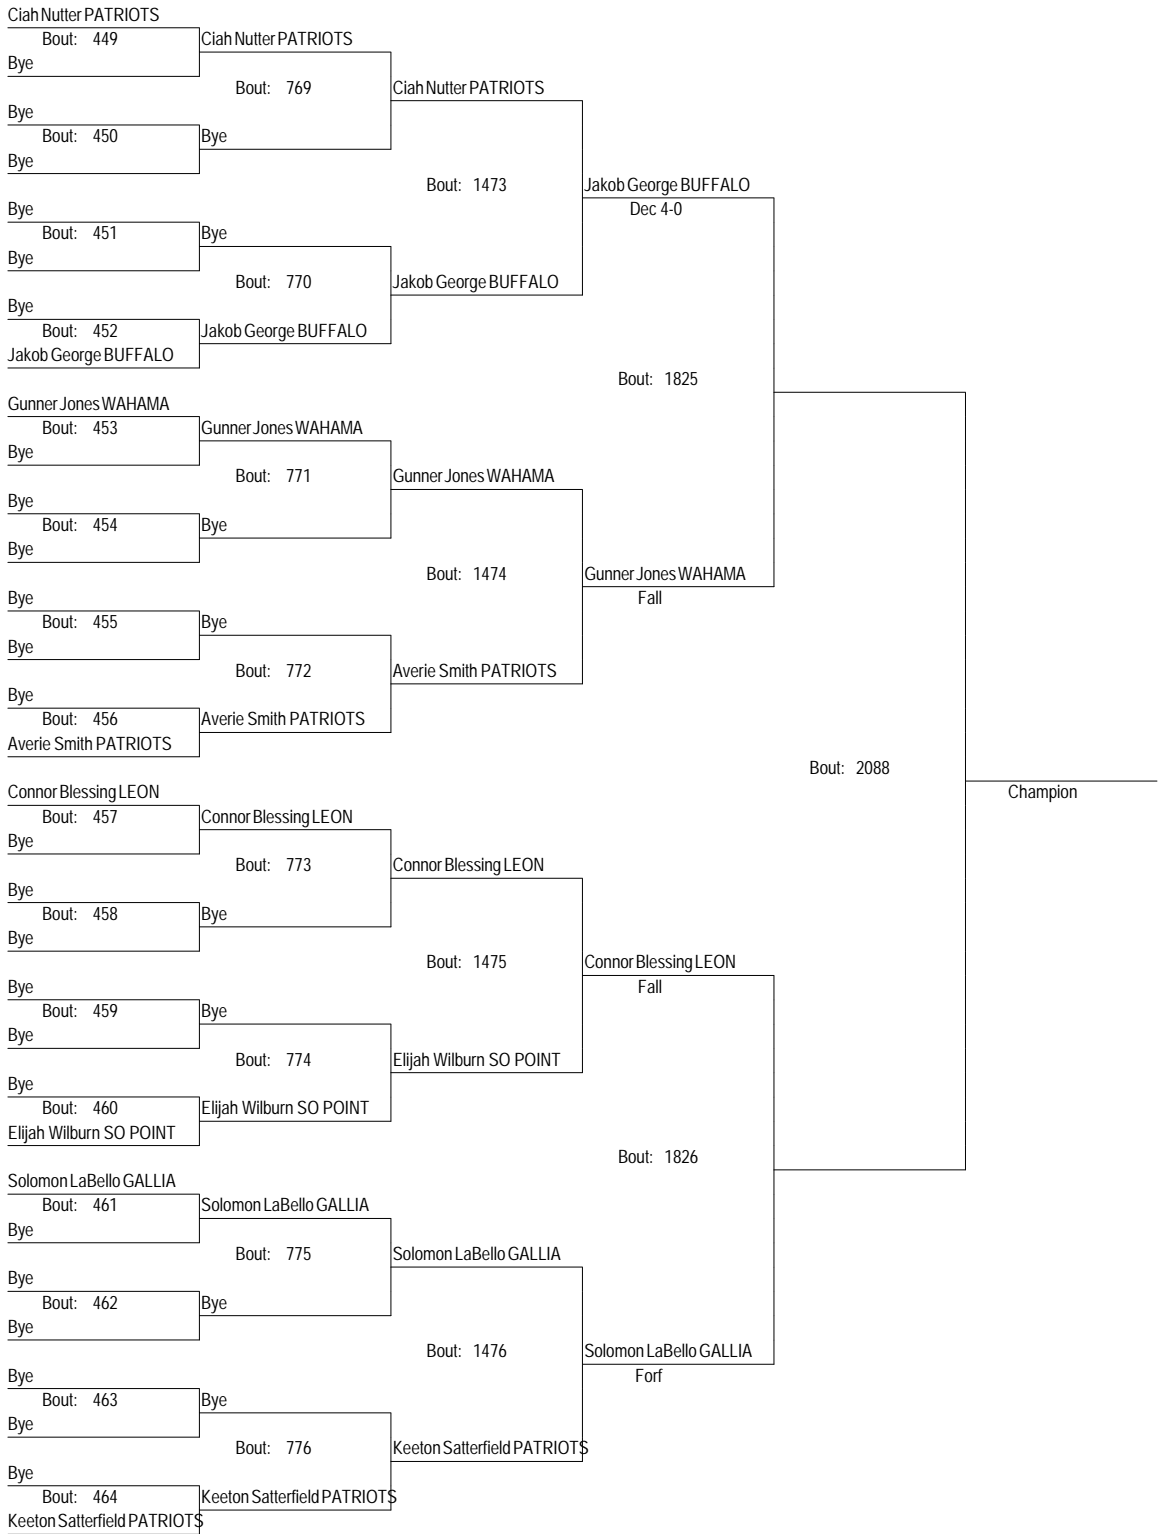 Ciah Nutter PATRIOTS
Bout: 449 Ciah Nutter PATRIOTS
Bye
Bout: 769 Ciah Nutter PATRIOTS
Bye
Bout: 450 Bye
Bye
Bout: 1473 Jakob George BUFFALO
Bye Dec 4-0
Bout: 451 Bye
Bye
Bout: 770 Jakob George BUFFALO
Bye
Bout: 452 Jakob George BUFFALO
Jakob George BUFFALO
Bout: 1825
Gunner Jones WAHAMA
Bout: 453 Gunner Jones WAHAMA
Bye
Bout: 771 Gunner Jones WAHAMA
Bye
Bout: 454 Bye
Bye
Bout: 1474 Gunner Jones WAHAMA
Bye Fall
Bout: 455 Bye
Bye
Bout: 772 Averie Smith PATRIOTS
Bye
Bout: 456 Averie Smith PATRIOTS
Averie Smith PATRIOTS
Bout: 2088
Connor Blessing LEON Champion
Bout: 457 Connor Blessing LEON
Bye
Bout: 773 Connor Blessing LEON
Bye
Bout: 458 Bye
Bye
Bout: 1475 Connor Blessing LEON
Bye Fall
Bout: 459 Bye
Bye
Bout: 774 Elijah Wilburn SO POINT
Bye
Bout: 460 Elijah Wilburn SO POINT
Elijah Wilburn SO POINT
Bout: 1826
Solomon LaBello GALLIA
Bout: 461 Solomon LaBello GALLIA
Bye
Bout: 775 Solomon LaBello GALLIA
Bye
Bout: 462 Bye
Bye
Bout: 1476 Solomon LaBello GALLIA
Bye Forf
Bout: 463 Bye
Bye
Bout: 776 Keeton Satterfield PATRIOTS
Bye
Bout: 464 Keeton Satterfield PATRIOTS
Keeton Satterfield PATRIOTS